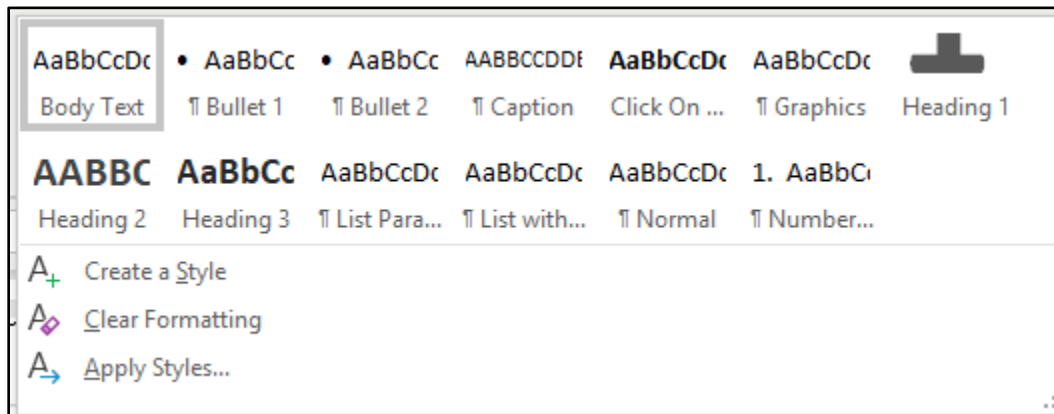 AaBbCcDc • AaBbCc • AaBbCc AABBCCDDE AaBbCcDc AaBbCcDc
Body Text ¶ Bullet 1 ¶ Bullet 2 ¶ Caption Click On ... ¶ Graphics Heading 1
AABBC AaBbCc AaBbCcDc AaBbCcDc AaBbCcDc 1. AaBbCc
Heading 2 Heading 3 ¶ List Para... ¶ List with... ¶ Normal ¶ Number...
Create a Style
Clear Formatting
Apply Styles...